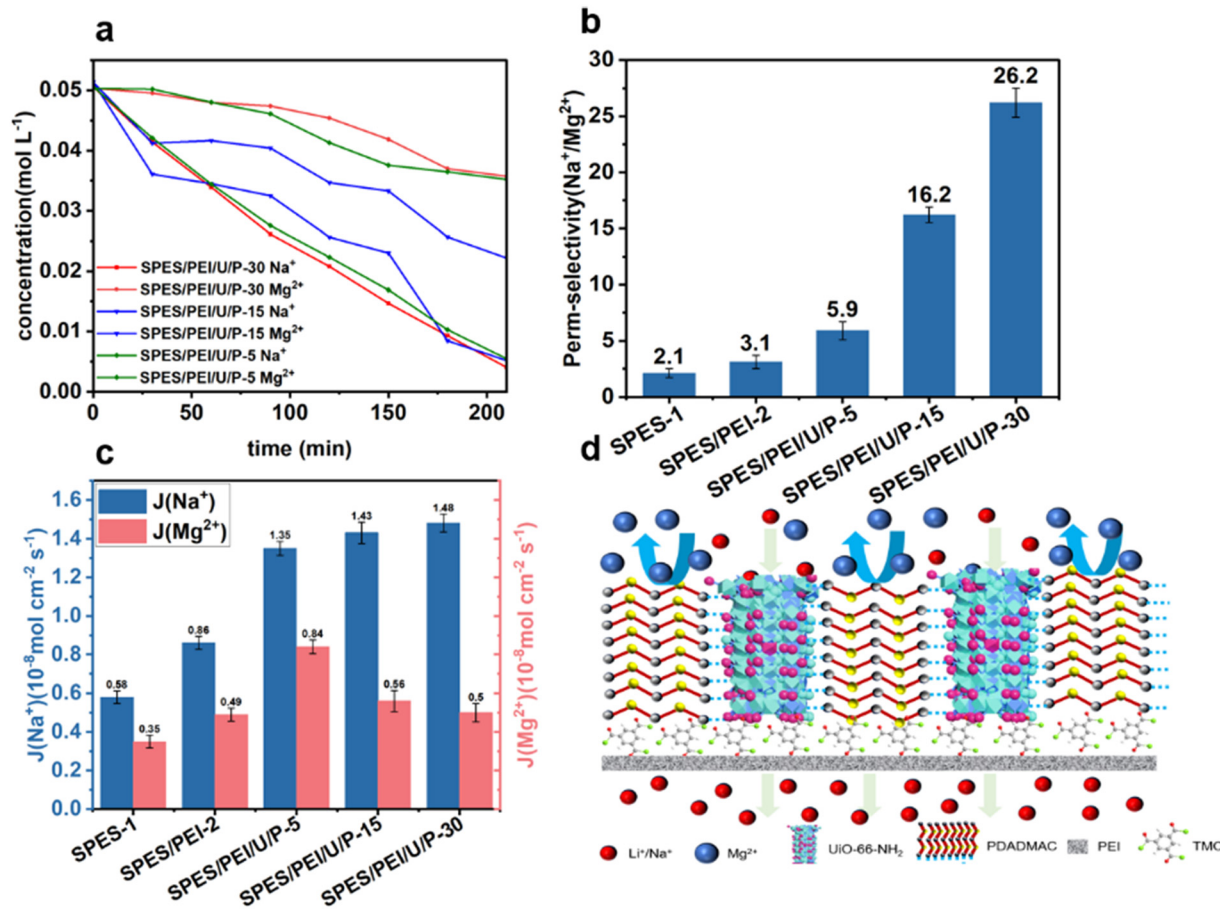 a
concentration(mol L⁻¹)
0.05
0.04
0.03
0.02
0.01
0.00
SPES/PEI/U/P-30 Na⁺
SPES/PEI/U/P-30 Mg²⁺
SPES/PEI/U/P-15 Na⁺
SPES/PEI/U/P-15 Mg²⁺
SPES/PEI/U/P-5 Na⁺
SPES/PEI/U/P-5 Mg²⁺
0 50 100 150 200
time (min)
b
Perm-selectivity(Na⁺/Mg²⁺)
30
25
20
15
10
5
0
2.1
3.1
5.9
16.2
26.2
SPES-1
SPES/PEI-2
SPES/PEI/U/P-5
SPES/PEI/U/P-15
SPES/PEI/U/P-30
c
J(Na⁺)(10⁻⁸mol cm⁻² s⁻¹)
1.6
1.4
1.2
1.0
0.8
0.6
0.4
0.2
0.0
J(Na⁺)
J(Mg²⁺)
0.58
0.35
0.86
0.49
1.35
0.84
1.43
0.56
1.48
0.5
J(Mg²⁺)(10⁻⁸mol cm⁻² s⁻¹)
SPES-1
SPES/PEI-2
SPES/PEI/U/P-5
SPES/PEI/U/P-15
SPES/PEI/U/P-30
d
Li⁺/Na⁺
Mg²⁺
UiO-66-NH₂
PDADMAC
PEI
TMC